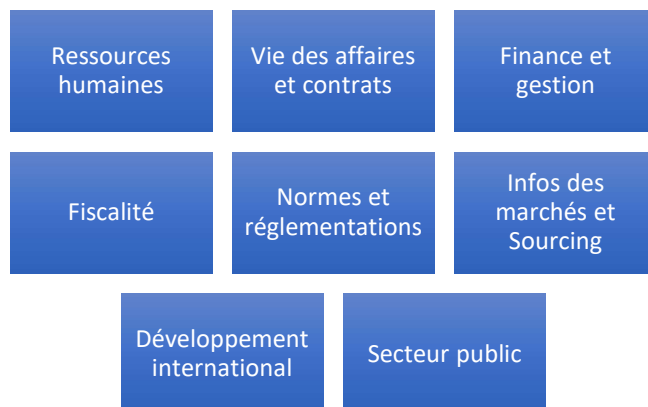 Ressources
humaines
Vie des affaires
et contrats
Finance et
gestion
Fiscalité
Normes et
réglementations
Infos des
marchés et
Sourcing
Développement
international
Secteur public